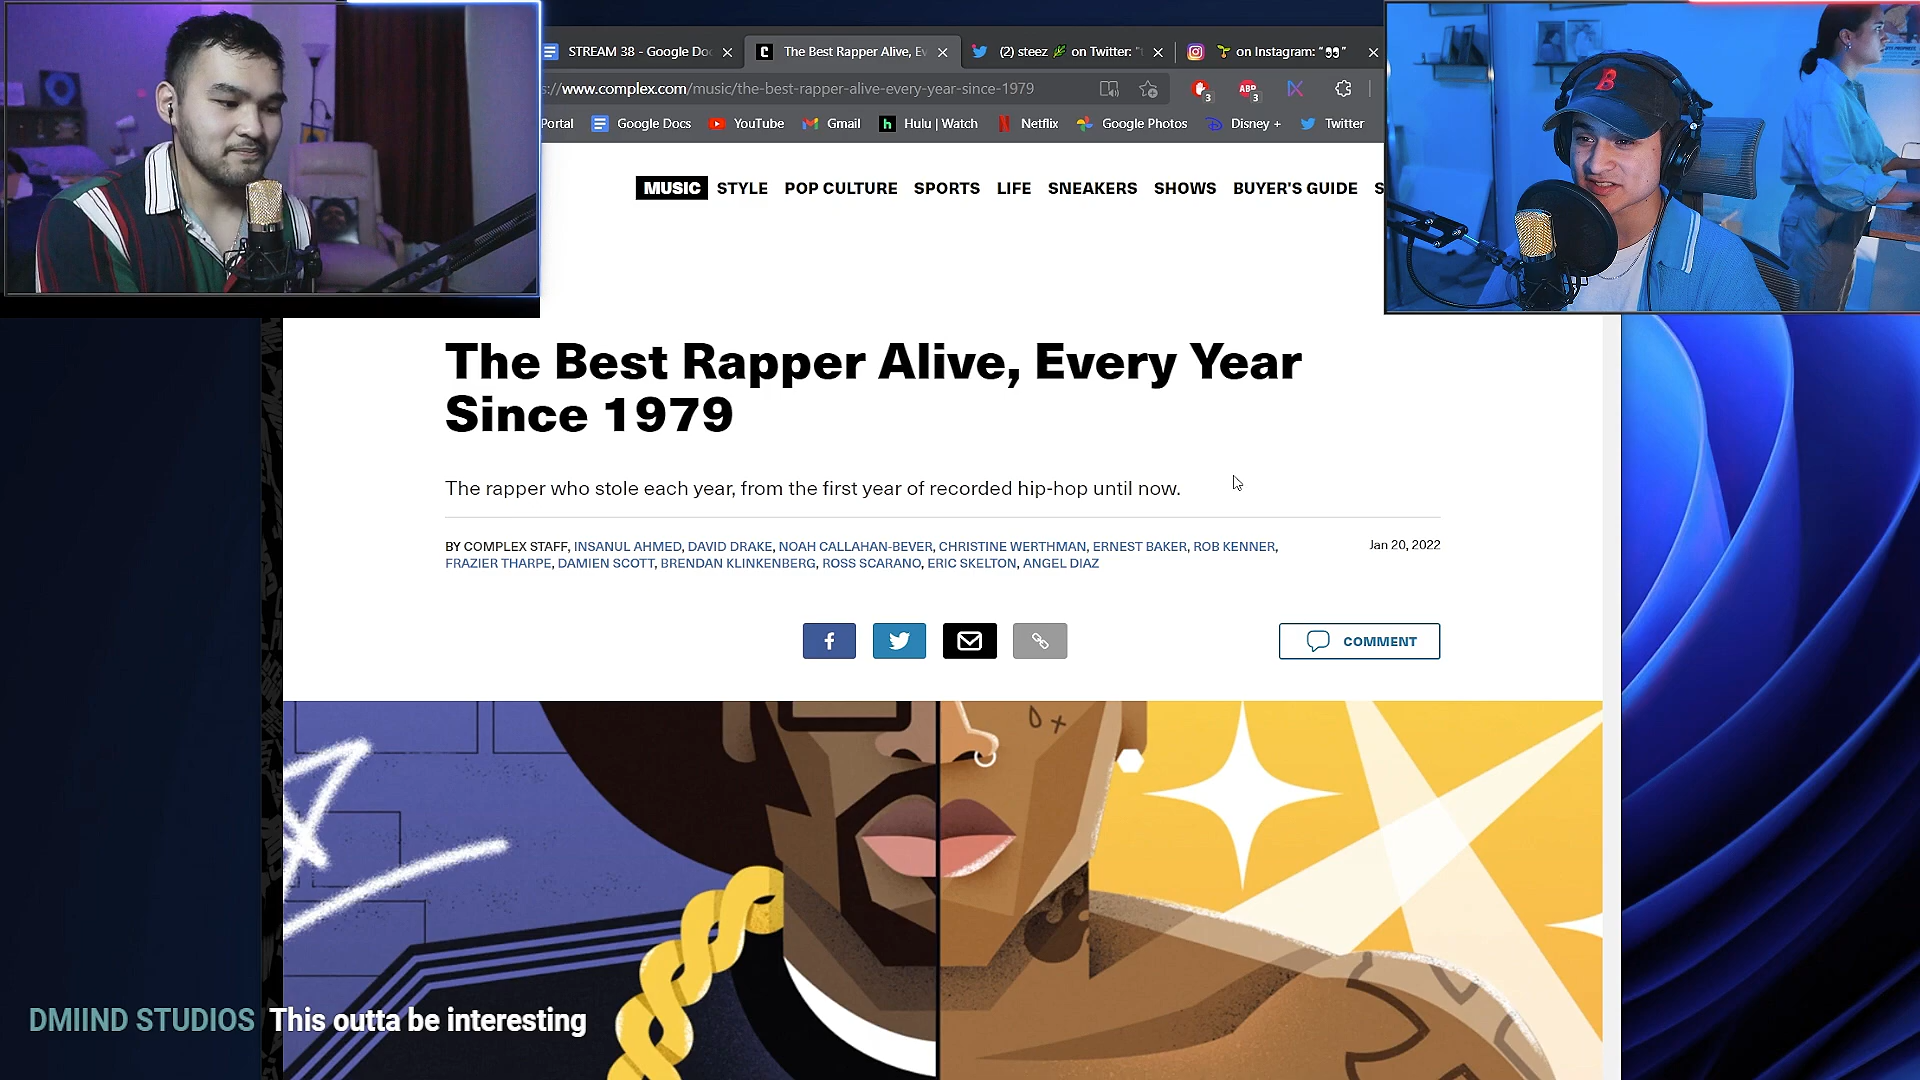 STREAM 38 - Google Do
The Best Rapper Alive, Ev
(2) steez on Twitter: "
on Instagram: "
://www.complex.com/music/the-best-rapper-alive-every-year-since-1979
3
ABP
3
Portal
Google Docs
YouTube
Gmail
h
Hulu | Watch
Netflix
Google Photos
Disney +
Twitter
B
MUSIC
STYLE
POP CULTURE
SPORTS
LIFE
SNEAKERS
SHOWS
BUYER'S GUIDE
S
The Best Rapper Alive, Every Year
Since 1979
The rapper who stole each year, from the first year of recorded hip-hop until now.
BY COMPLEX STAFF, INSANUL AHMED, DAVID DRAKE, NOAH CALLAHAN-BEVER, CHRISTINE WERTHMAN, ERNEST BAKER, ROB KENNER,
FRAZIER THARPE, DAMIEN SCOTT, BRENDAN KLINKENBERG, ROSS SCARANO, ERIC SKELTON, ANGEL DIAZ
Jan 20, 2022
COMMENT
DMIIND STUDIOS This outta be interesting